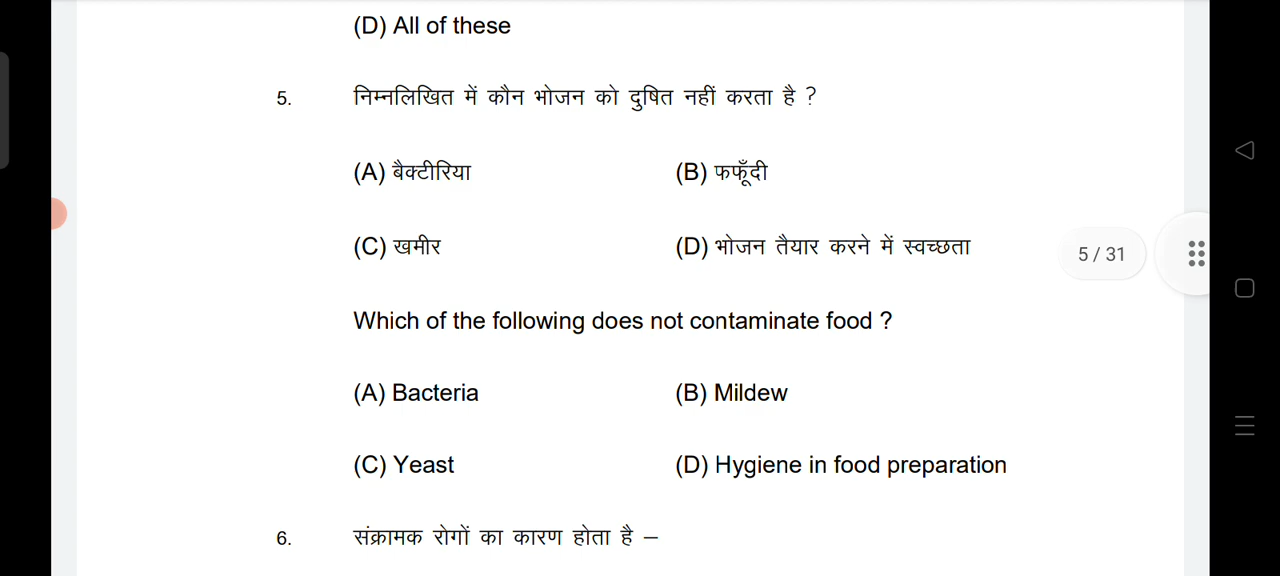 (D) All of these
5. निम्नलिखित में कौन भोजन को दुषित नहीं करता है ?
(A) बैक्टीरिया (B) फफूँदी
(C) खमीर (D) भोजन तैयार करने में स्वच्छता
5 / 31
Which of the following does not contaminate food ?
(A) Bacteria (B) Mildew
(C) Yeast (D) Hygiene in food preparation
6. संक्रामक रोगों का कारण होता है –